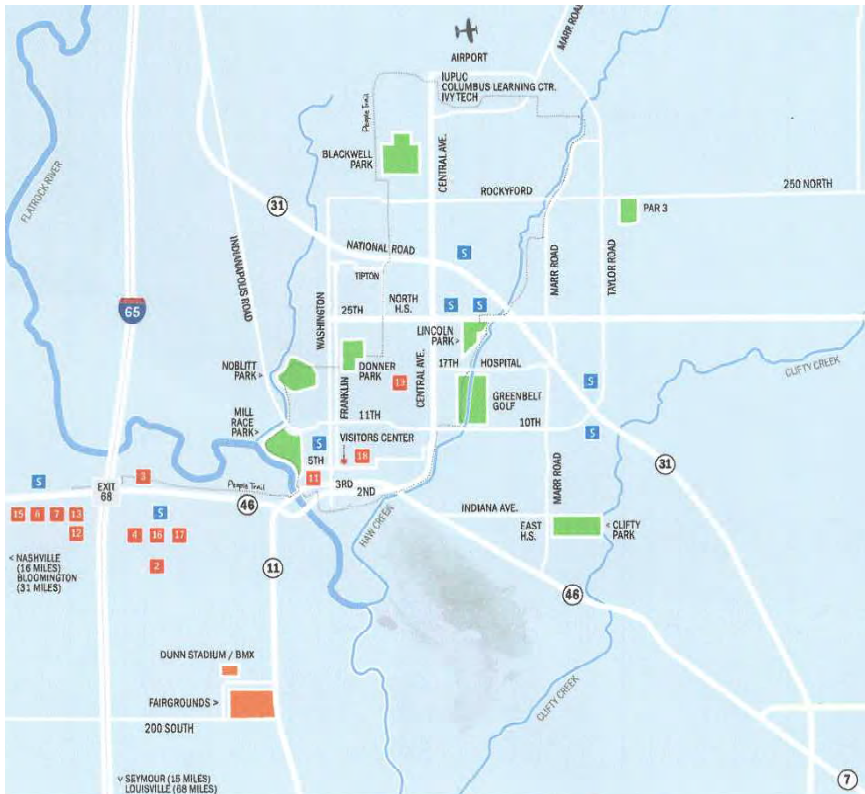 AIRPORT
MARR ROAD
IUPUC
COLUMBUS LEARNING CTR.
IVY TECH
People Trail
BLACKWELL
PARK
CENTRAL AVE.
FLATROCK RIVER
ROCKYFORD
250 NORTH
PAR 3
31
NATIONAL ROAD
S
INDIANAPOLIS ROAD
TIPTON
MARR ROAD
TAYLOR ROAD
65
WASHINGTON
25TH
NORTH
H.S.
S
S
LINCOLN
PARK>
CENTRAL AVE.
17TH
HOSPITAL
CLIFTY CREEK
NOBLITT
PARK >
DONNER
PARK
FRANKLIN
19
GREENBELT
GOLF
S
MILL
RACE
PARK>
11TH
10TH
S
S
VISITORS CENTER
5TH
18
31
11
3RD
2ND
MARR ROAD
S
EXIT
68
3
People Trail
46
INDIANA AVE.
15
6
7
13
12
S
4
16
17
2
HAW CREEK
EAST
H.S.
< CLIFTY
PARK
< NASHVILLE
(16 MILES)
BLOOMINGTON
(31 MILES)
11
46
DUNN STADIUM / BMX
FAIRGROUNDS >
200 SOUTH
CLIFTY CREEK
v SEYMOUR (15 MILES)
LOUISVILLE (68 MILES)
7